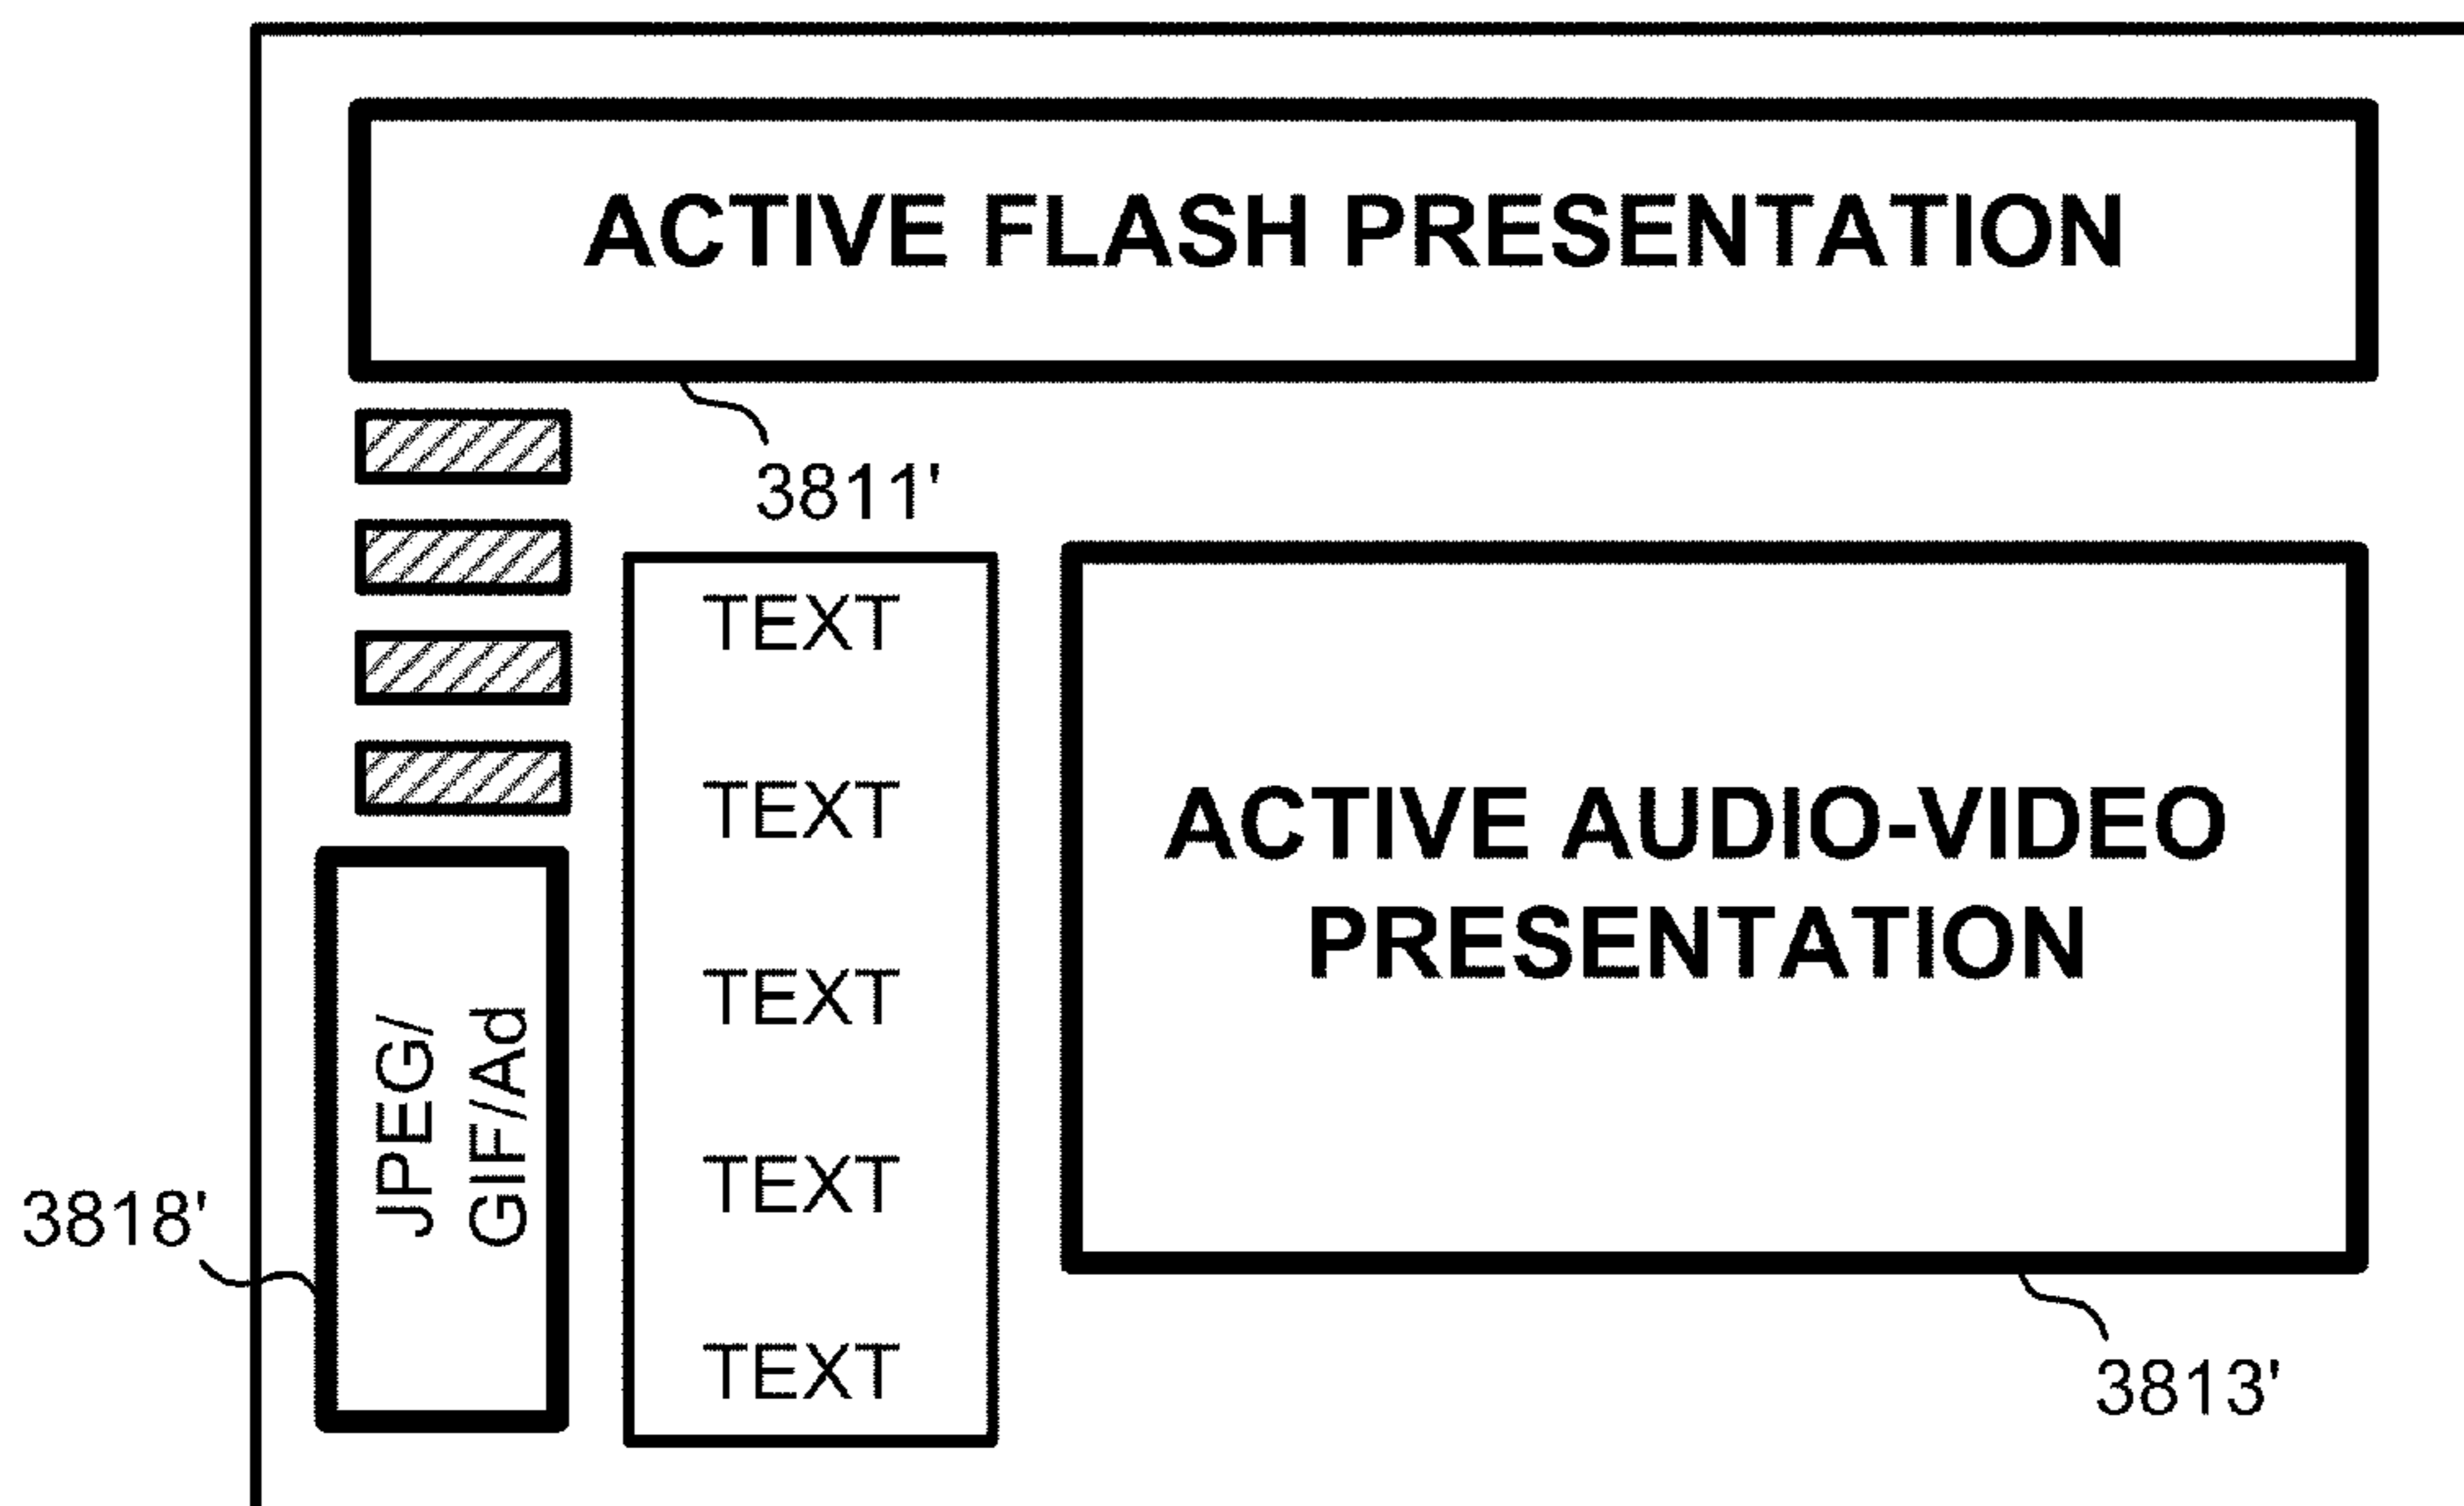 ACTIVE FLASH PRESENTATION
3811'
TEXT
TEXT
TEXT
TEXT
TEXT
ACTIVE AUDIO-VIDEO
PRESENTATION
JPEG/
GIF/Ad
3818'
3813'